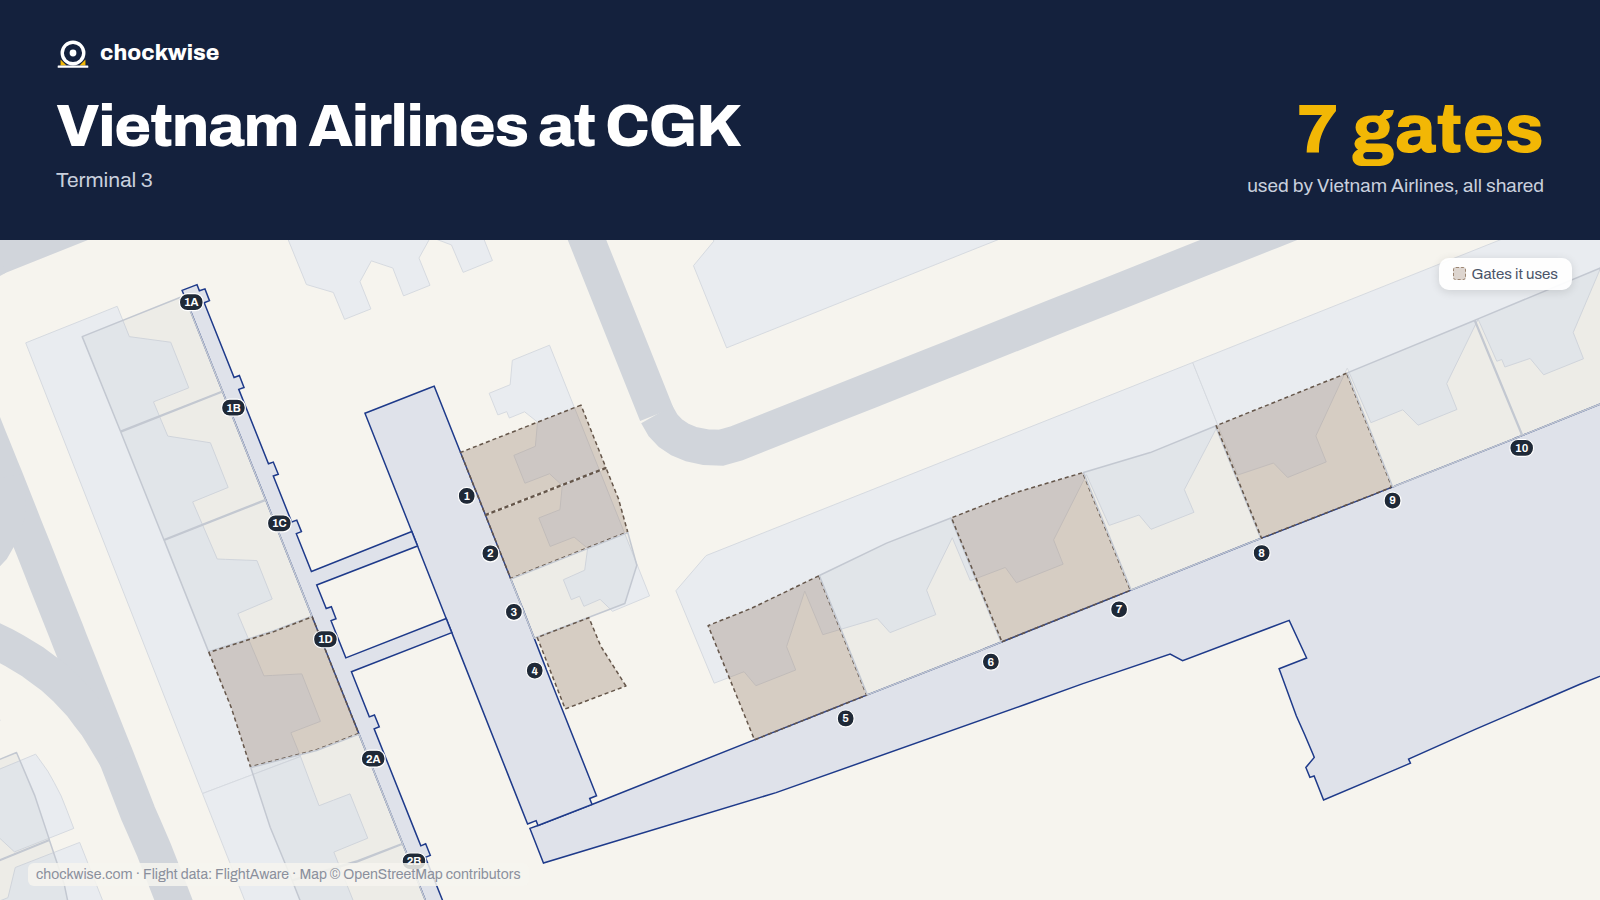 chockwise
Vietnam Airlines at CGK
Terminal 3
7 gates
used by Vietnam Airlines, all shared
Gates it uses
1A
1B
1C
1D
2A
2B
1
2
3
4
5
6
7
8
9
10
chockwise.com · Flight data: FlightAware · Map © OpenStreetMap contributors